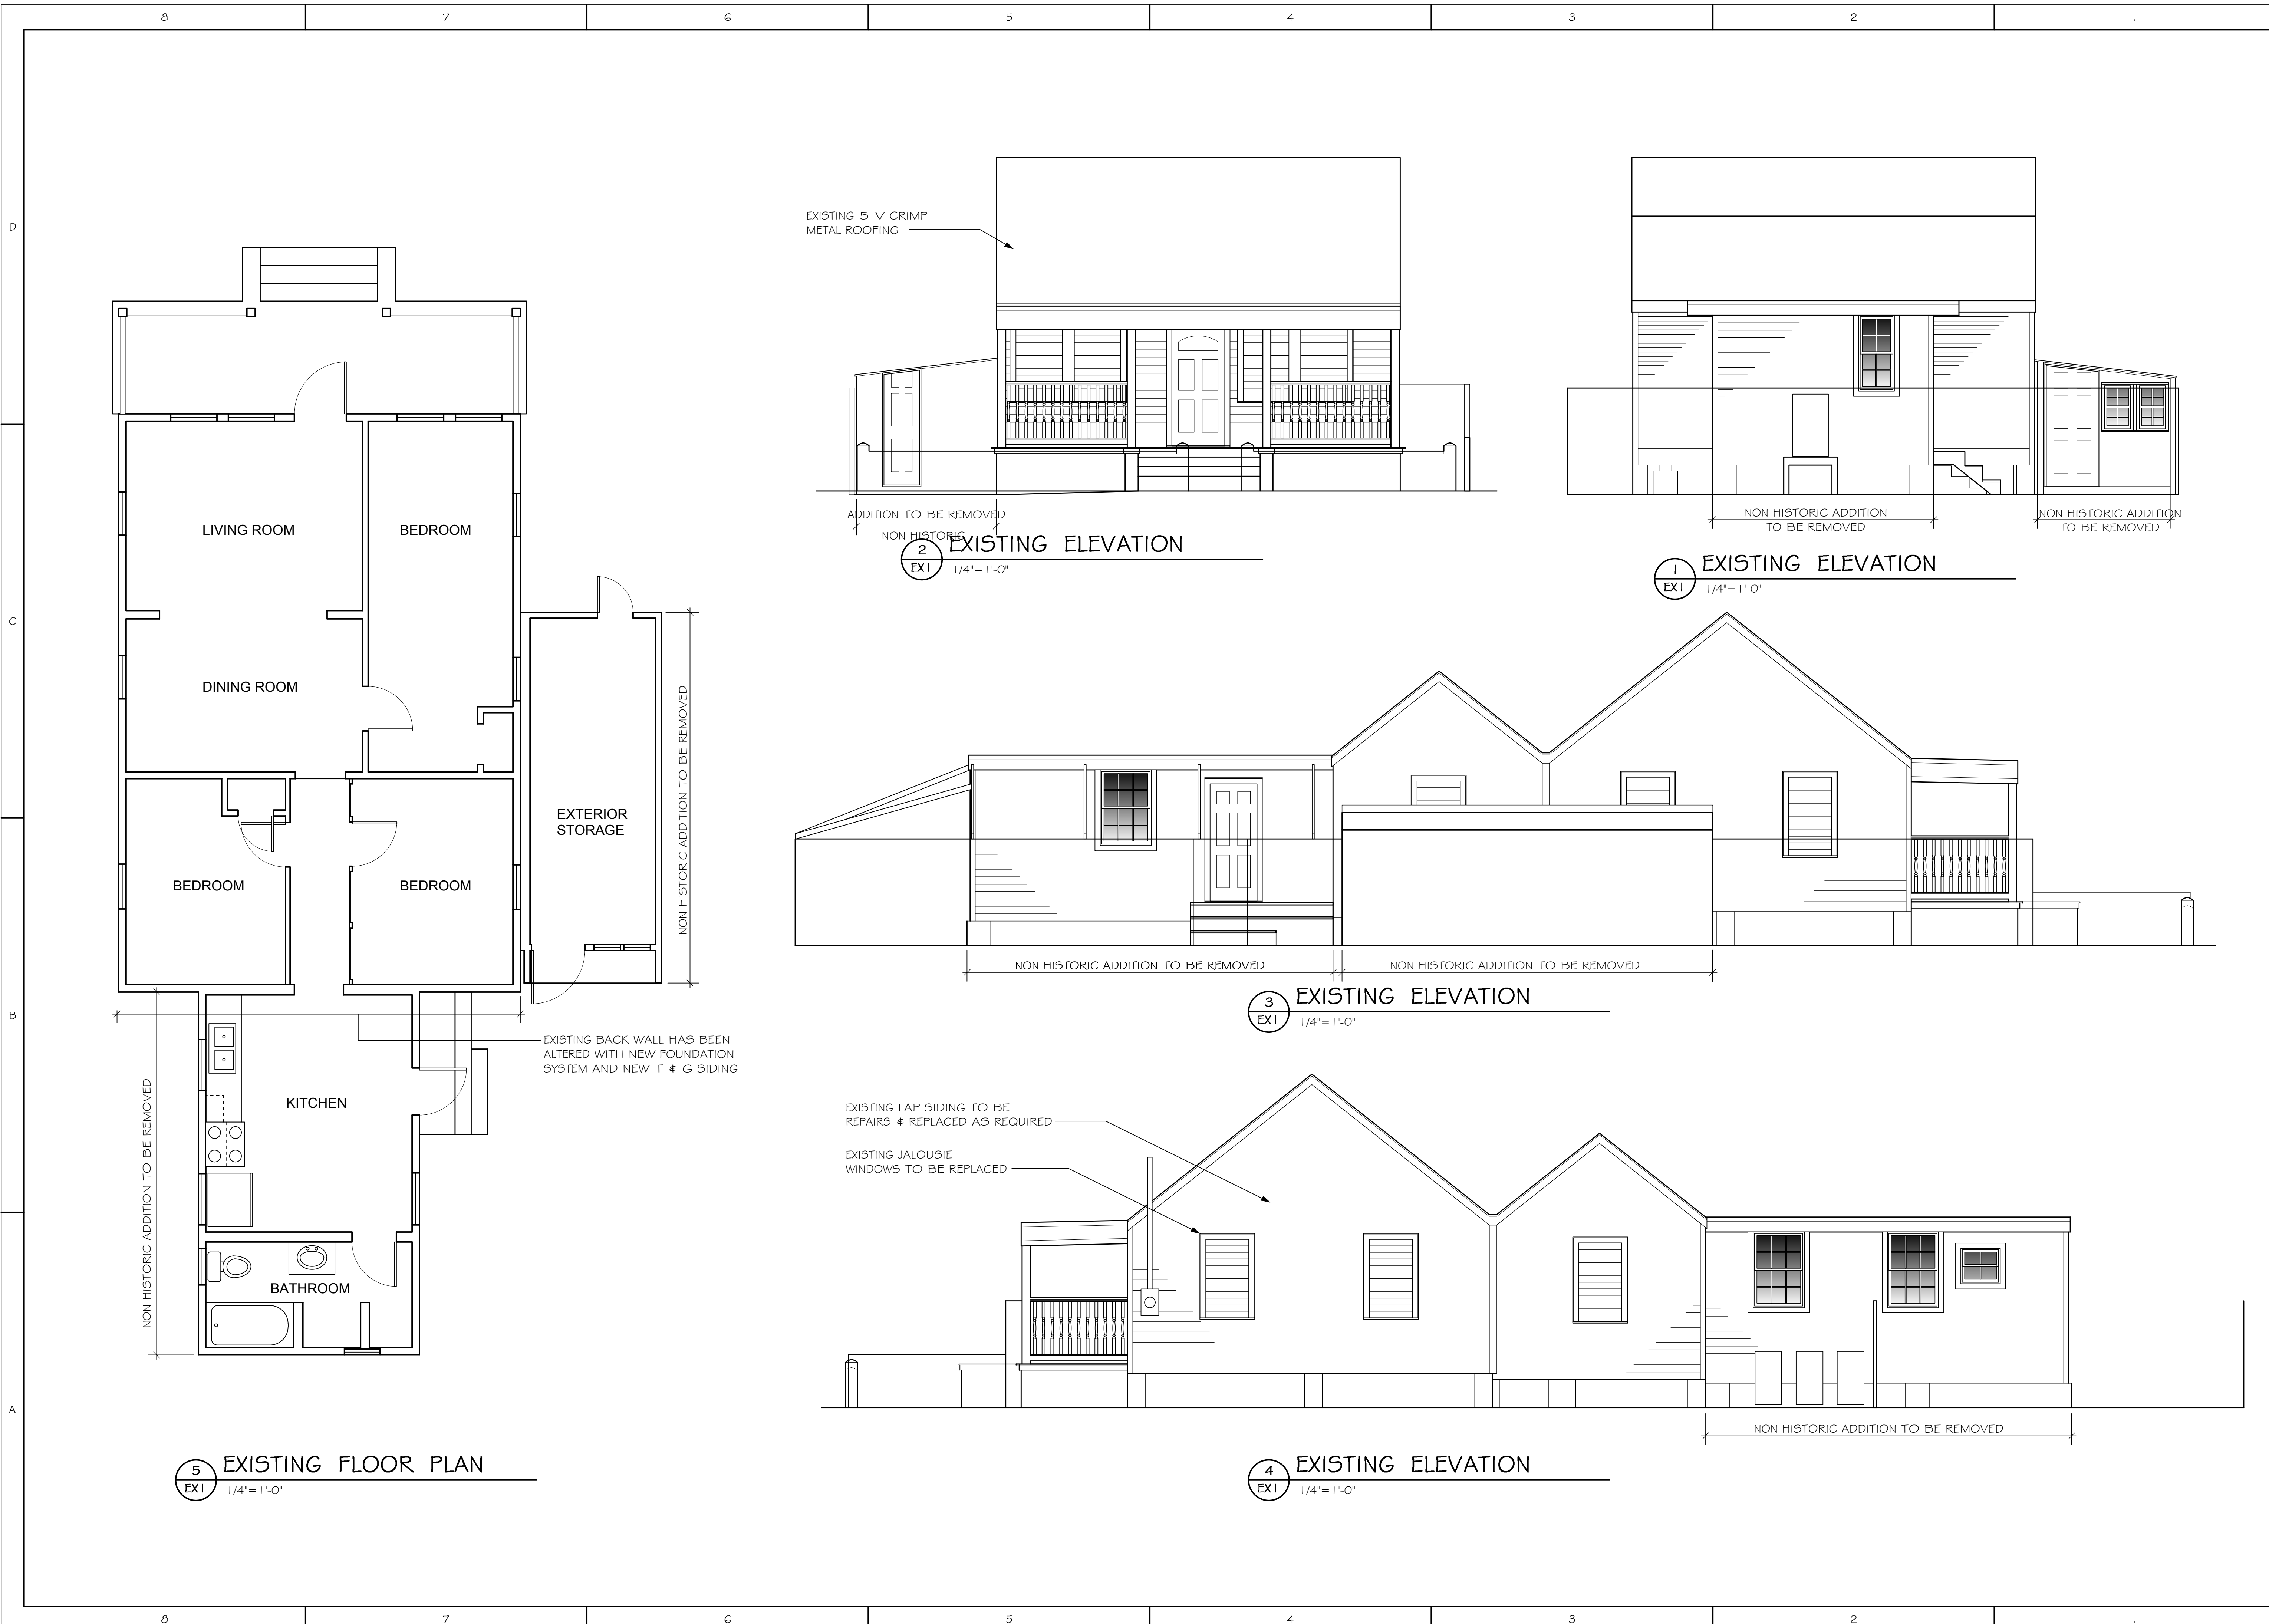 8 7 6 5 4 3 2 1
D
C
B
A
LIVING ROOM
BEDROOM
DINING ROOM
EXTERIOR
STORAGE
BEDROOM
BEDROOM
KITCHEN
BATHROOM
NON HISTORIC ADDITION TO BE REMOVED
NON HISTORIC ADDITION TO BE REMOVED
EXISTING BACK WALL HAS BEEN
ALTERED WITH NEW FOUNDATION
SYSTEM AND NEW T & G SIDING
5
EX1
EXISTING FLOOR PLAN
1/4"=1'-0"
EXISTING 5 V CRIMP
METAL ROOFING
ADDITION TO BE REMOVED
NON HISTORIC
2
EX1
EXISTING ELEVATION
1/4"=1'-0"
NON HISTORIC ADDITION
TO BE REMOVED
NON HISTORIC ADDITION
TO BE REMOVED
1
EX1
EXISTING ELEVATION
1/4"=1'-0"
NON HISTORIC ADDITION TO BE REMOVED
NON HISTORIC ADDITION TO BE REMOVED
3
EX1
EXISTING ELEVATION
1/4"=1'-0"
EXISTING LAP SIDING TO BE
REPAIRS & REPLACED AS REQUIRED
EXISTING JALOUSIE
WINDOWS TO BE REPLACED
NON HISTORIC ADDITION TO BE REMOVED
4
EX1
EXISTING ELEVATION
1/4"=1'-0"
8 7 6 5 4 3 2 1